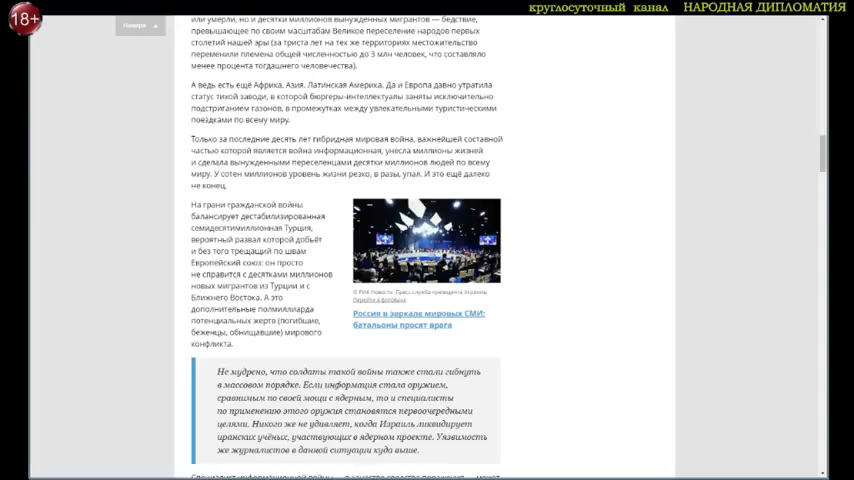 18+
круглосуточный канал НАРОДНАЯ ДИПЛОМАТИЯ
Наверх
или умерли, но и десятки миллионов вынужденных мигрантов — бедствие,
превышающее по своим масштабам Великое переселение народов первых
столетий нашей эры (за триста лет на тех же территориях местожительство
переменили племена общей численностью до 3 млн человек, что составляло
менее процента тогдашнего человечества).
А ведь есть ещё Африка, Азия, Латинская Америка. Да и Европа давно утратила
статус тихой заводи, в которой бюргеры-интеллектуалы заняты исключительно
подстриганием газонов, в промежутках между увлекательными туристическими
поездками по всему миру.
Только за последние десять лет гибридная мировая война, важнейшей составной
частью которой является война информационная, унесла миллионы жизней
и сделала вынужденными переселенцами десятки миллионов людей по всему
миру. У сотен миллионов уровень жизни резко, в разы, упал. И это ещё далеко
не конец.
На грани гражданской войны
балансирует дестабилизированная
семидесятимиллионная Турция,
вероятный развал которой добьёт
и без того трещащий по швам
Европейский союз: он просто
не справится с десятками миллионов
новых мигрантов из Турции и с
Ближнего Востока. А это
дополнительные полмиллиарда
потенциальных жертв (погибшие,
беженцы, обнищавшие) мирового
конфликта.
© РИА Новости. Пресс-служба президента Украины
Перейти в фотобанк
Россия в зеркале мировых СМИ:
батальоны просят врага
Не мудрено, что солдаты такой войны также стали гибнуть
в массовом порядке. Если информация стала оружием,
сравнимым по своей мощи с ядерным, то и специалисты
по применению этого оружия становятся первоочередными
целями. Никого же не удивляет, когда Израиль ликвидирует
иранских учёных, участвующих в ядерном проекте. Уязвимость
же журналистов в данной ситуации куда выше.
Специалист информационной войны — в качестве средства поражения — может